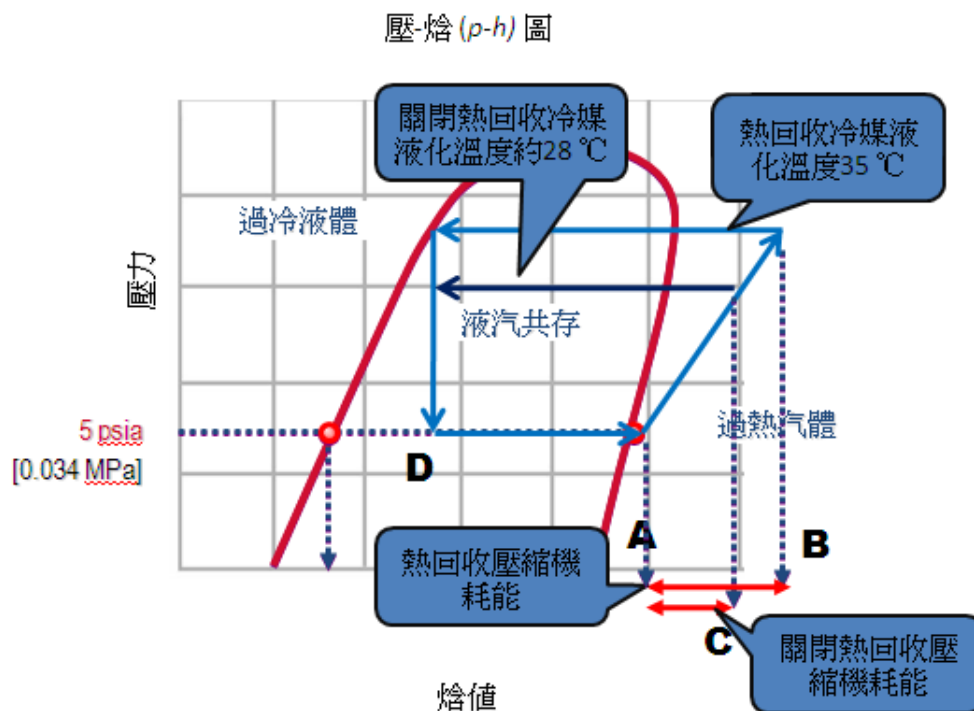 壓-焓 (p-h) 圖
關閉熱回收冷媒
液化溫度約28 ℃
熱回收冷媒液
化溫度35 ℃
過冷液體
壓力
液汽共存
5 psia
[0.034 MPa]
過熱汽體
D
A
B
熱回收壓縮機
耗能
C
關閉熱回收壓
縮機耗能
焓値